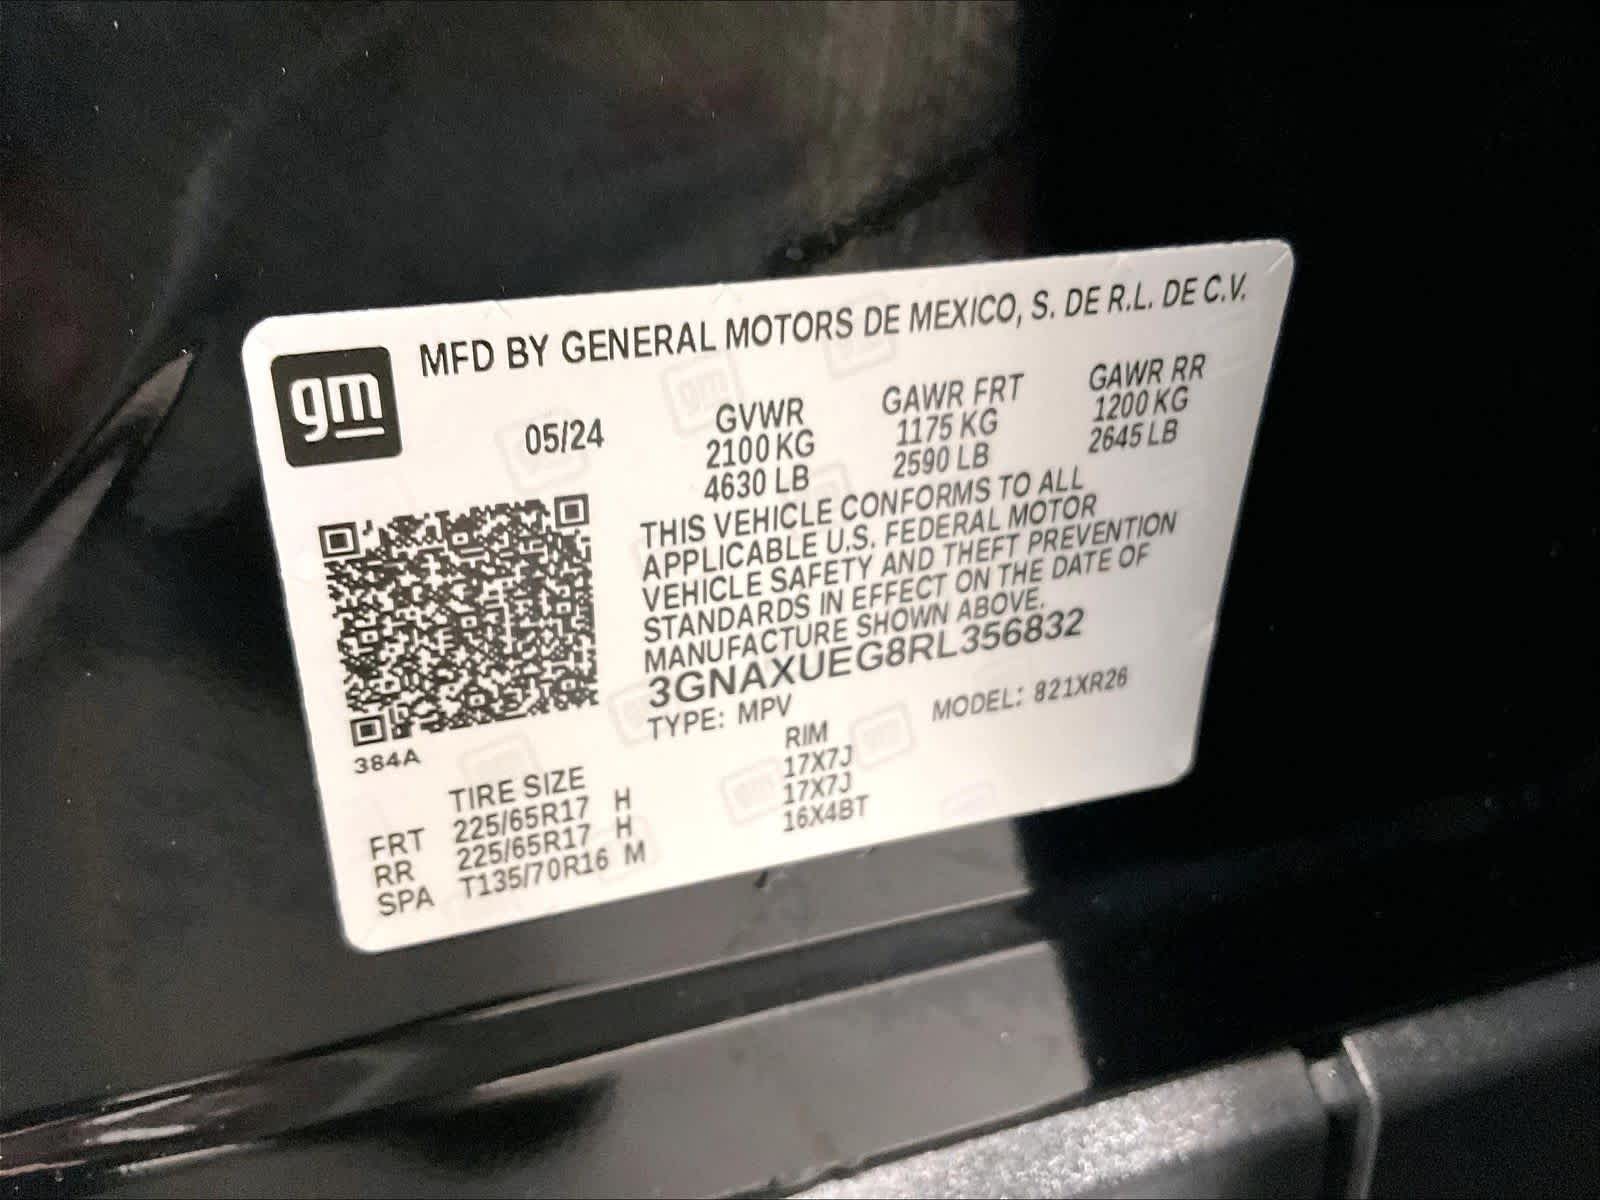 gm
MFD BY GENERAL MOTORS DE MEXICO, S. DE R.L. DE C.V.
05/24
GVWR
2100 KG
4630 LB
GAWR FRT
1175 KG
2590 LB
GAWR RR
1200 KG
2645 LB
THIS VEHICLE CONFORMS TO ALL
APPLICABLE U.S. FEDERAL MOTOR
VEHICLE SAFETY AND THEFT PREVENTION
STANDARDS IN EFFECT ON THE DATE OF
MANUFACTURE SHOWN ABOVE.
3GNAXUEG8RL356832
TYPE: MPV MODEL: 821XR26
384A
TIRE SIZE RIM
FRT 225/65R17 H 17X7J
RR 225/65R17 H 17X7J
SPA T135/70R16 M 16X4BT